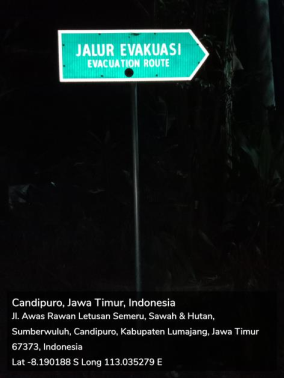 JALUR EVAKUASI
EVACUATION ROUTE
Candipuro, Jawa Timur, Indonesia
Jl. Awas Rawan Letusan Semeru, Sawah & Hutan,
Sumberwuluh, Candipuro, Kabupaten Lumajang, Jawa Timur
67373, Indonesia
Lat -8.190188 S Long 113.035279 E